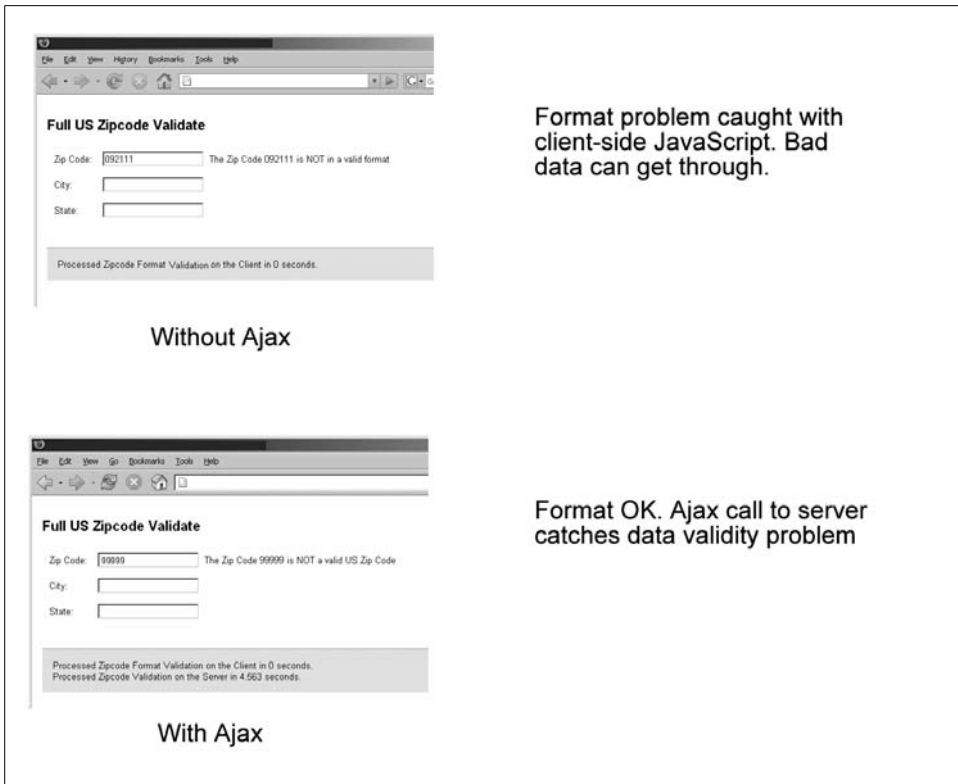 File Edit View History Bookmarks Tools Help
Full US Zipcode Validate
Zip Code: 092111 The Zip Code 092111 is NOT in a valid format
City:
State:
Processed Zipcode Format Validation on the Client in 0 seconds.
Without Ajax
Format problem caught with
client-side JavaScript. Bad
data can get through.
File Edit View Go Bookmarks Tools Help
Full US Zipcode Validate
Zip Code: 99999 The Zip Code 99999 is NOT a valid US Zip Code
City:
State:
Processed Zipcode Format Validation on the Client in 0 seconds.
Processed Zipcode Validation on the Server in 4.563 seconds.
With Ajax
Format OK. Ajax call to server
catches data validity problem